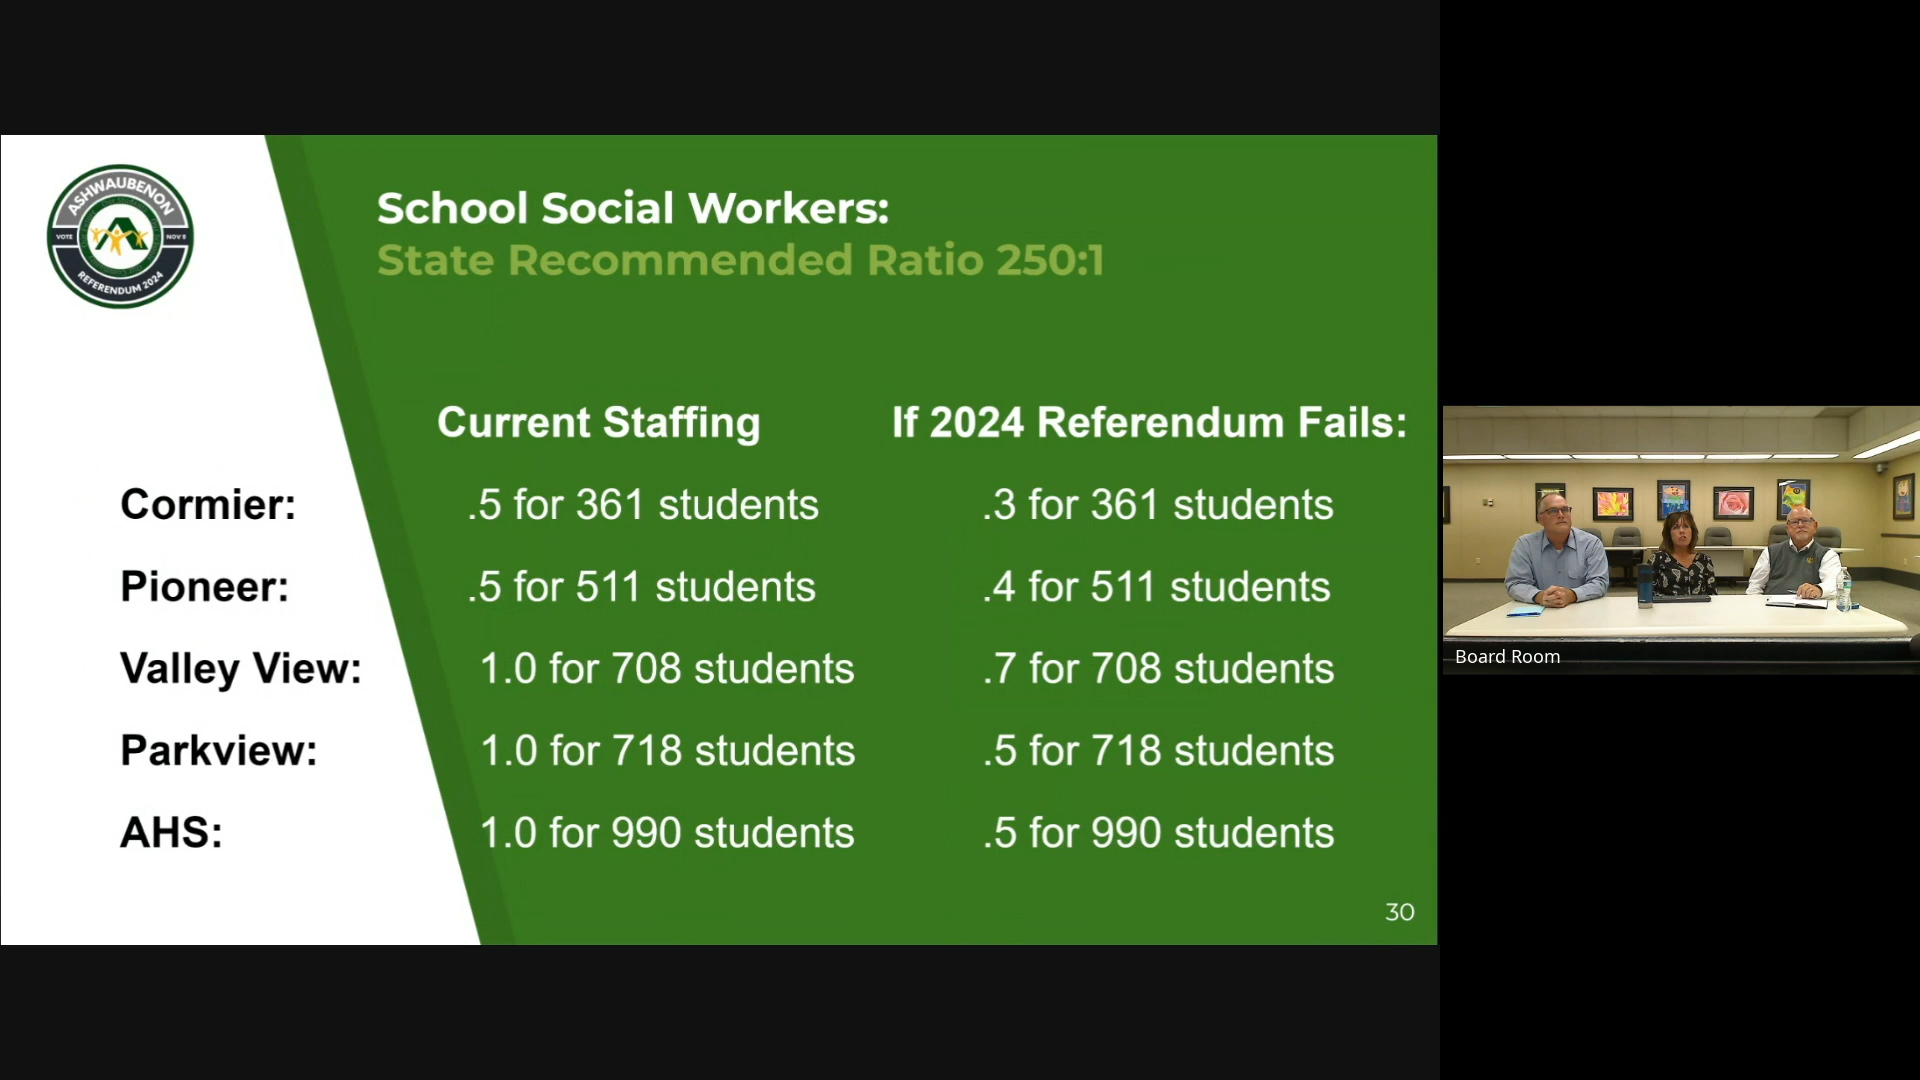 ASHWAUBENON
VOTE
NOV 5
REFERENDUM 2024
School Social Workers:
State Recommended Ratio 250:1
Current Staffing
If 2024 Referendum Fails:
Cormier:
.5 for 361 students
.3 for 361 students
Pioneer:
.5 for 511 students
.4 for 511 students
Valley View:
1.0 for 708 students
.7 for 708 students
Parkview:
1.0 for 718 students
.5 for 718 students
AHS:
1.0 for 990 students
.5 for 990 students
30
Board Room